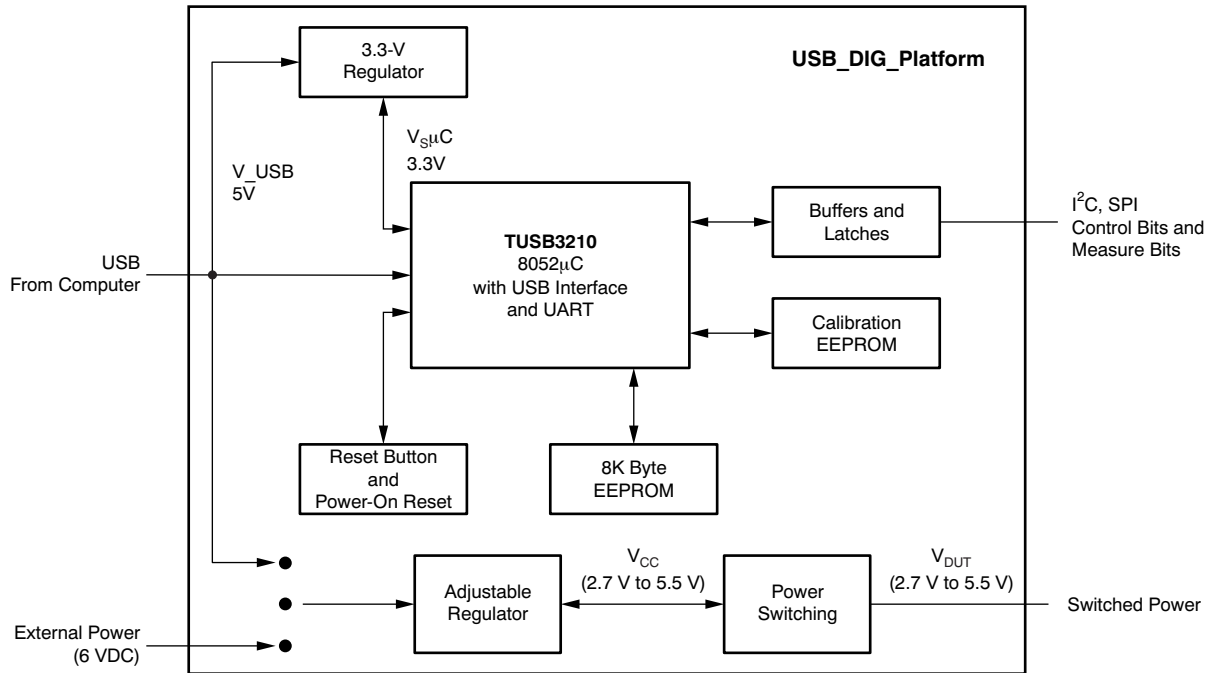 3.3-V
Regulator
USB_DIG_Platform
V_USB
5V
VSμC
3.3V
TUSB3210
8052μC
with USB Interface
and UART
Buffers and
Latches
I²C, SPI
Control Bits and
Measure Bits
USB
From Computer
Calibration
EEPROM
Reset Button
and
Power-On Reset
8K Byte
EEPROM
VCC
(2.7 V to 5.5 V)
VDUT
(2.7 V to 5.5 V)
Adjustable
Regulator
Power
Switching
Switched Power
External Power
(6 VDC)